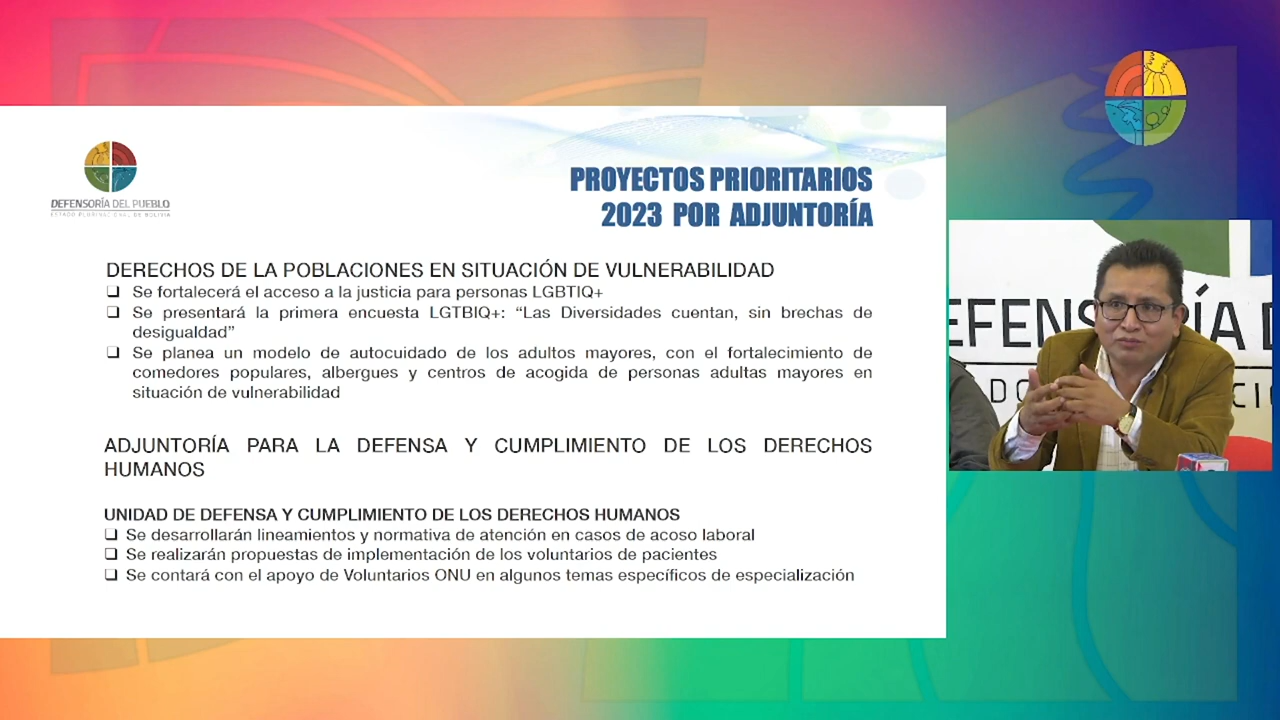 DEFENSORÍA DEL PUEBLO
ESTADO PLURINACIONAL DE BOLIVIA
PROYECTOS PRIORITARIOS
2023 POR ADJUNTORÍA
DERECHOS DE LA POBLACIONES EN SITUACIÓN DE VULNERABILIDAD
❑ Se fortalecerá el acceso a la justicia para personas LGBTIQ+
❑ Se presentará la primera encuesta LGTBIQ+: “Las Diversidades cuentan, sin brechas de
desigualdad”
❑ Se planea un modelo de autocuidado de los adultos mayores, con el fortalecimiento de
comedores populares, albergues y centros de acogida de personas adultas mayores en
situación de vulnerabilidad
ADJUNTORÍA PARA LA DEFENSA Y CUMPLIMIENTO DE LOS DERECHOS
HUMANOS
UNIDAD DE DEFENSA Y CUMPLIMIENTO DE LOS DERECHOS HUMANOS
❑ Se desarrollarán lineamientos y normativa de atención en casos de acoso laboral
❑ Se realizarán propuestas de implementación de los voluntarios de pacientes
❑ Se contará con el apoyo de Voluntarios ONU en algunos temas específicos de especialización
EFENS ÍA D
DO CIO